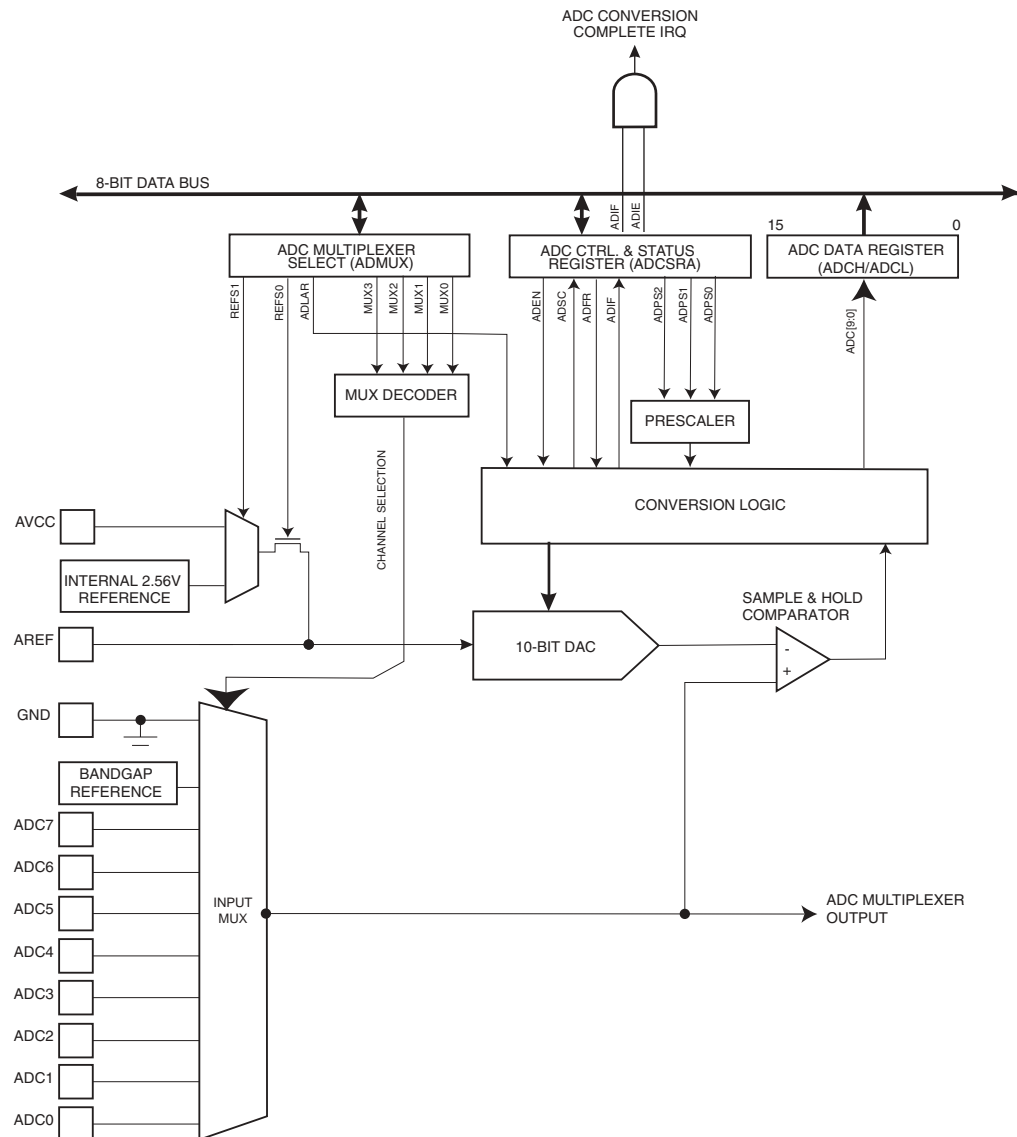 ADC CONVERSION
COMPLETE IRQ
8-BIT DATA BUS
ADIF
ADIE
15
0
ADC MULTIPLEXER
SELECT (ADMUX)
ADC CTRL. & STATUS
REGISTER (ADCSRA)
ADC DATA REGISTER
(ADCH/ADCL)
REFS1
REFS0
ADLAR
MUX3
MUX2
MUX1
MUX0
ADEN
ADSC
ADFR
ADIF
ADPS2
ADPS1
ADPS0
ADC[9:0]
MUX DECODER
PRESCALER
CHANNEL SELECTION
CONVERSION LOGIC
AVCC
INTERNAL 2.56V
REFERENCE
SAMPLE & HOLD
COMPARATOR
AREF
10-BIT DAC
-
+
GND
BANDGAP
REFERENCE
ADC7
ADC6
ADC5
INPUT
MUX
ADC MULTIPLEXER
OUTPUT
ADC4
ADC3
ADC2
ADC1
ADC0